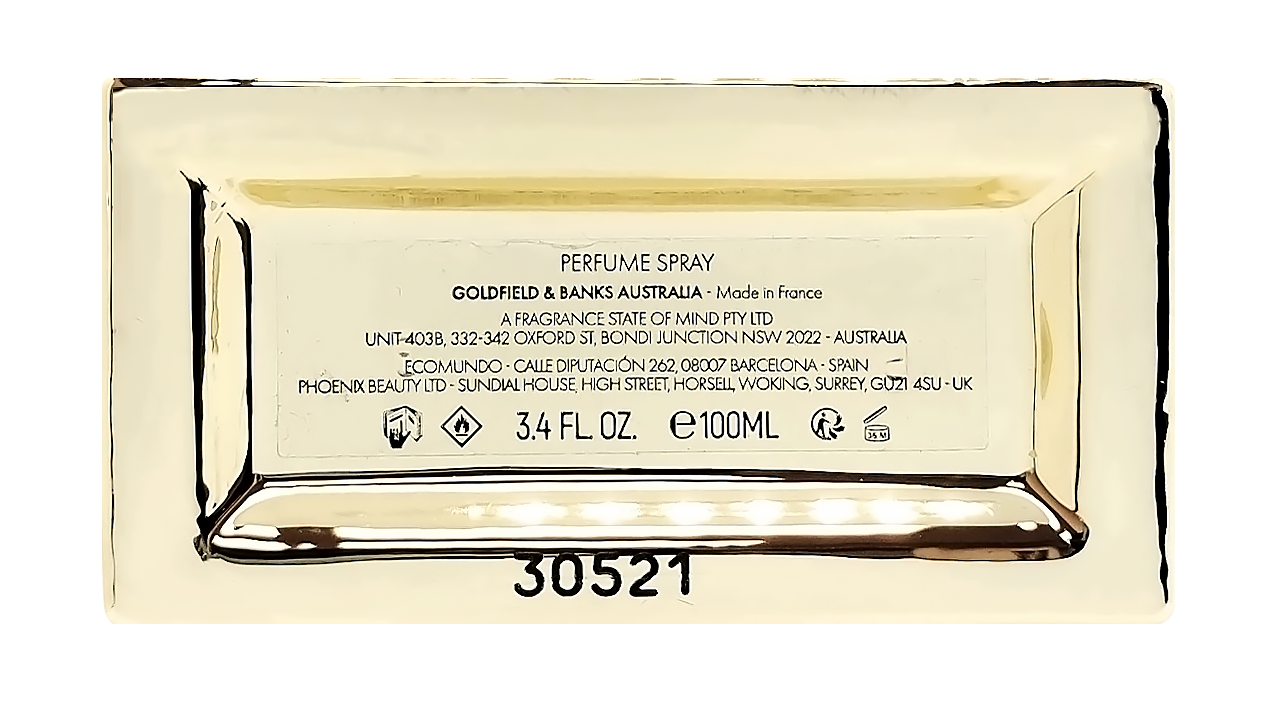 PERFUME SPRAY
GOLDFIELD & BANKS AUSTRALIA - Made in France
A FRAGRANCE STATE OF MIND PTY LTD
UNIT 403B, 332-342 OXFORD ST, BONDI JUNCTION NSW 2022 - AUSTRALIA
ECOMUNDO - CALLE DIPUTACIÓN 262, 08007 BARCELONA - SPAIN
PHOENIX BEAUTY LTD - SUNDIAL HOUSE, HIGH STREET, HORSELL, WOKING, SURREY, GU21 4SU - UK
3.4 FL. OZ. ℮100ML 36 M
30521